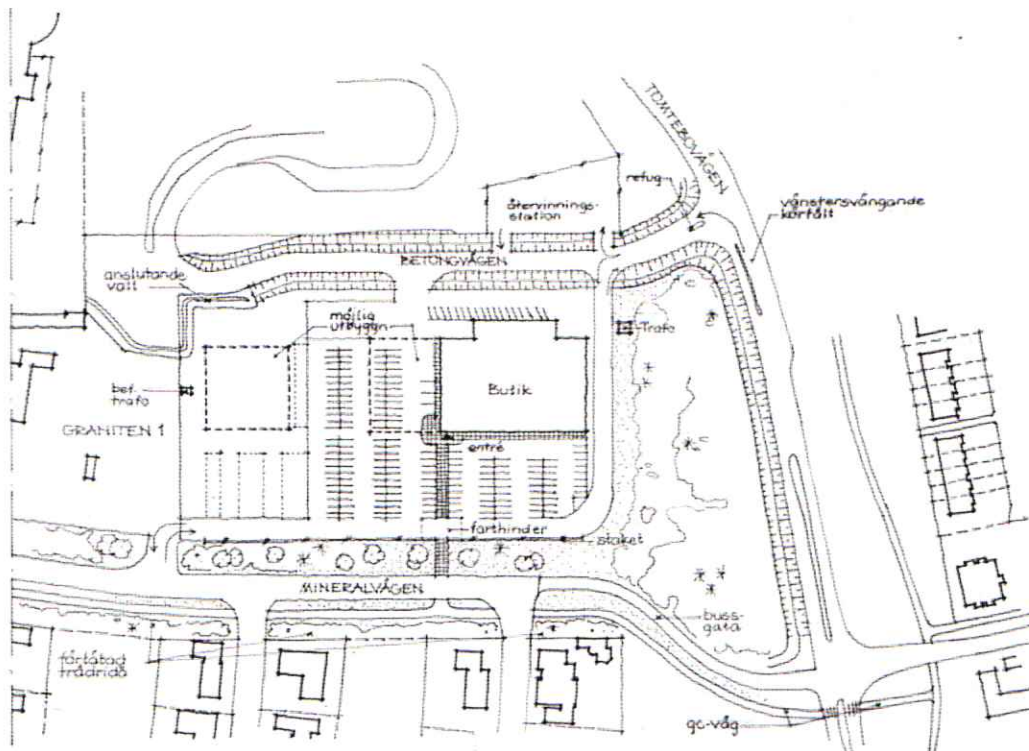 TOMTEBOVÄGEN
refug
vänstersvängande
körfält
återvinnings-
station
BETONGVÄGEN
anslutande
vall
möjlig
utbyggn
Trafo
bef.
trafo
Butik
GRANITEN 1
entré
farthinder
staket
MINERALVÄGEN
buss-
gata
förtätad
trädridå
gc-väg